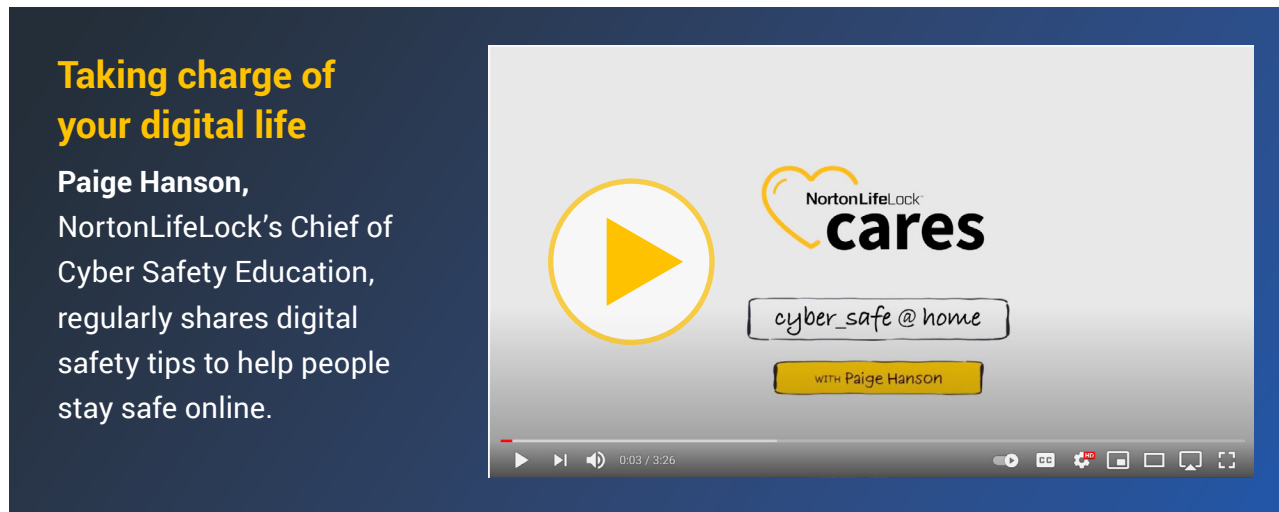 Taking charge of
your digital life
Paige Hanson,
NortonLifeLock’s Chief of
Cyber Safety Education,
regularly shares digital
safety tips to help people
stay safe online.
NortonLifeLock
cares
cyber_safe @ home
WITH Paige Hanson
0:03 / 3:26
CC
HD